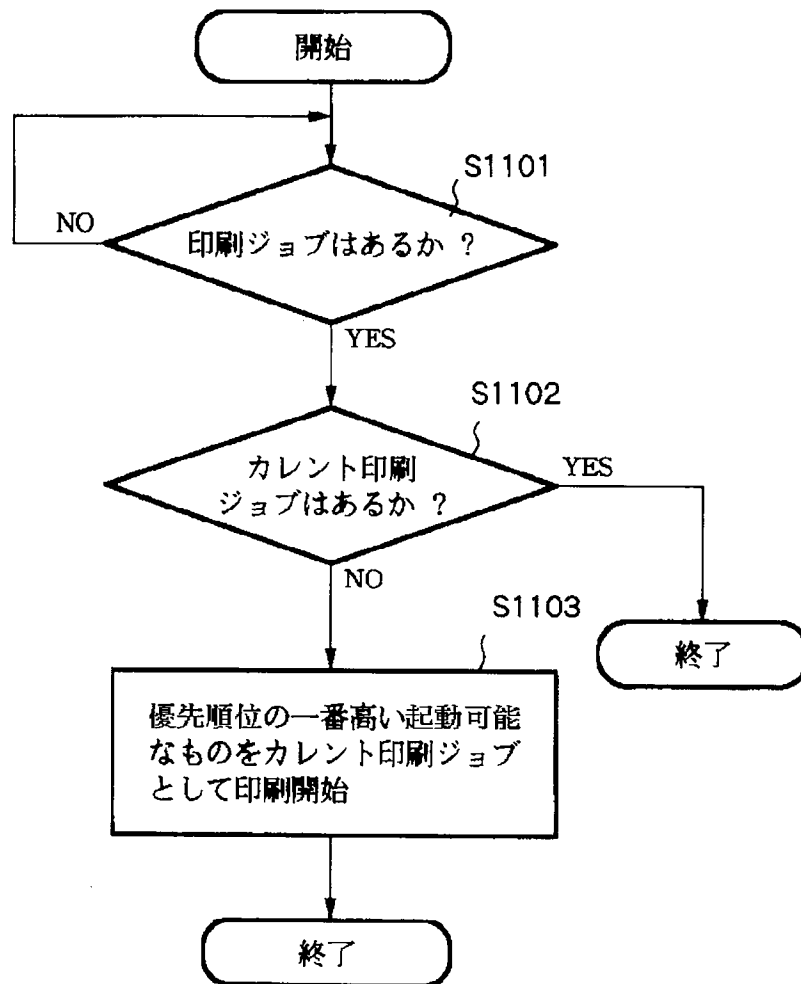 開始
S1101
NO
印刷ジョブはあるか ?
YES
S1102
カレント印刷
ジョブはあるか ?
YES
NO
S1103
終了
優先順位の一番高い起動可能
なものをカレント印刷ジョブ
として印刷開始
終了